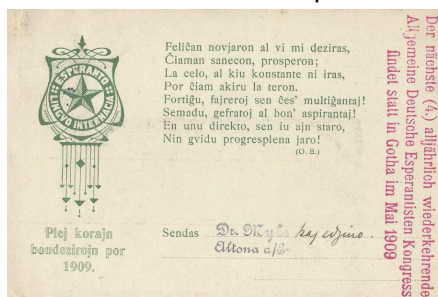 ESPERANTO
LINGVO INTERNACIA
Feliĉan novjaron al vi mi deziras,
Ĉiaman sanecon, prosperon;
La celo, al kiu konstante ni iras,
Por ĉiam akiru la teron.
Fortiĝu, fajreroj sen ĉes' multiĝantaj!
Semadu, gefratoj al bon' aspirantaj!
En unu direkto, sen iu ajn staro,
Nin gvidu progresplena jaro!
(O. B.)
Plej korajn
bondezirojn por
1909.
Sendas Dr. kaj edzino.
Altona a/E
Der nächste (4.) alljährlich wiederkehrende
Allgemeine Deutsche Esperantisten Kongress
findet statt in Gotha im Mai 1909